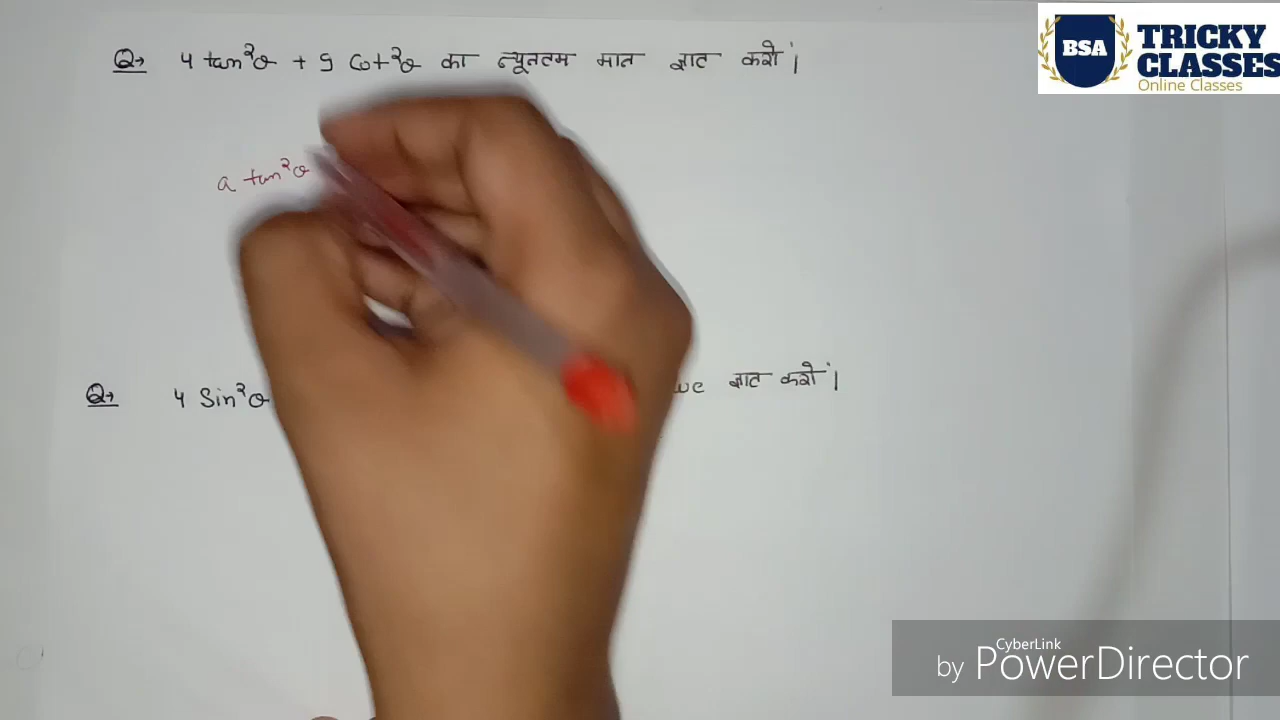 Q→ 4 tan²θ + 9 Cot²θ का न्यूनतम मान ज्ञात करो।
BSA TRICKY CLASSES
Online Classes
a tan²θ
Q→ 4 Sin²θ ज्ञात करो।
CyberLink
by PowerDirector